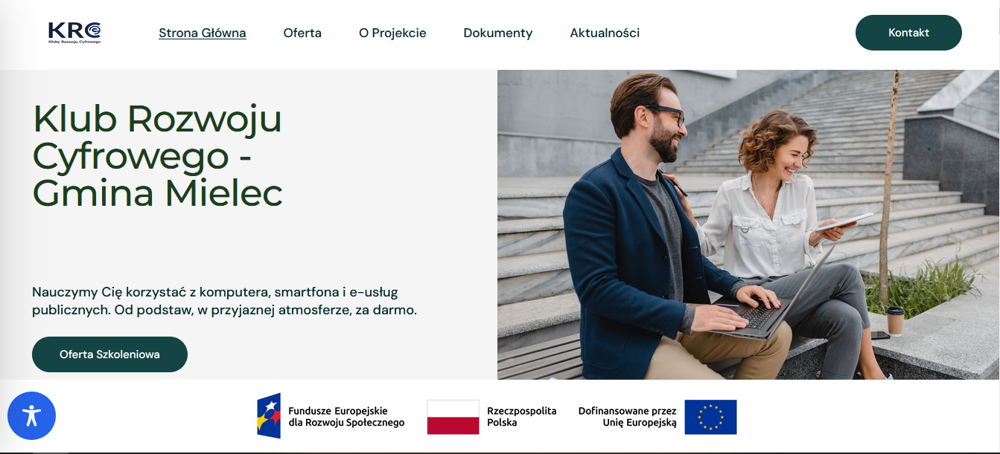 KRC
Kluby Rozwoju Cyfrowego
Strona Główna
Oferta
O Projekcie
Dokumenty
Aktualności
Kontakt
Klub Rozwoju
Cyfrowego -
Gmina Mielec
Nauczymy Cię korzystać z komputera, smartfona i e-usług
publicznych. Od podstaw, w przyjaznej atmosferze, za darmo.
Oferta Szkoleniowa
Fundusze Europejskie
dla Rozwoju Społecznego
Rzeczpospolita
Polska
Dofinansowane przez
Unię Europejską